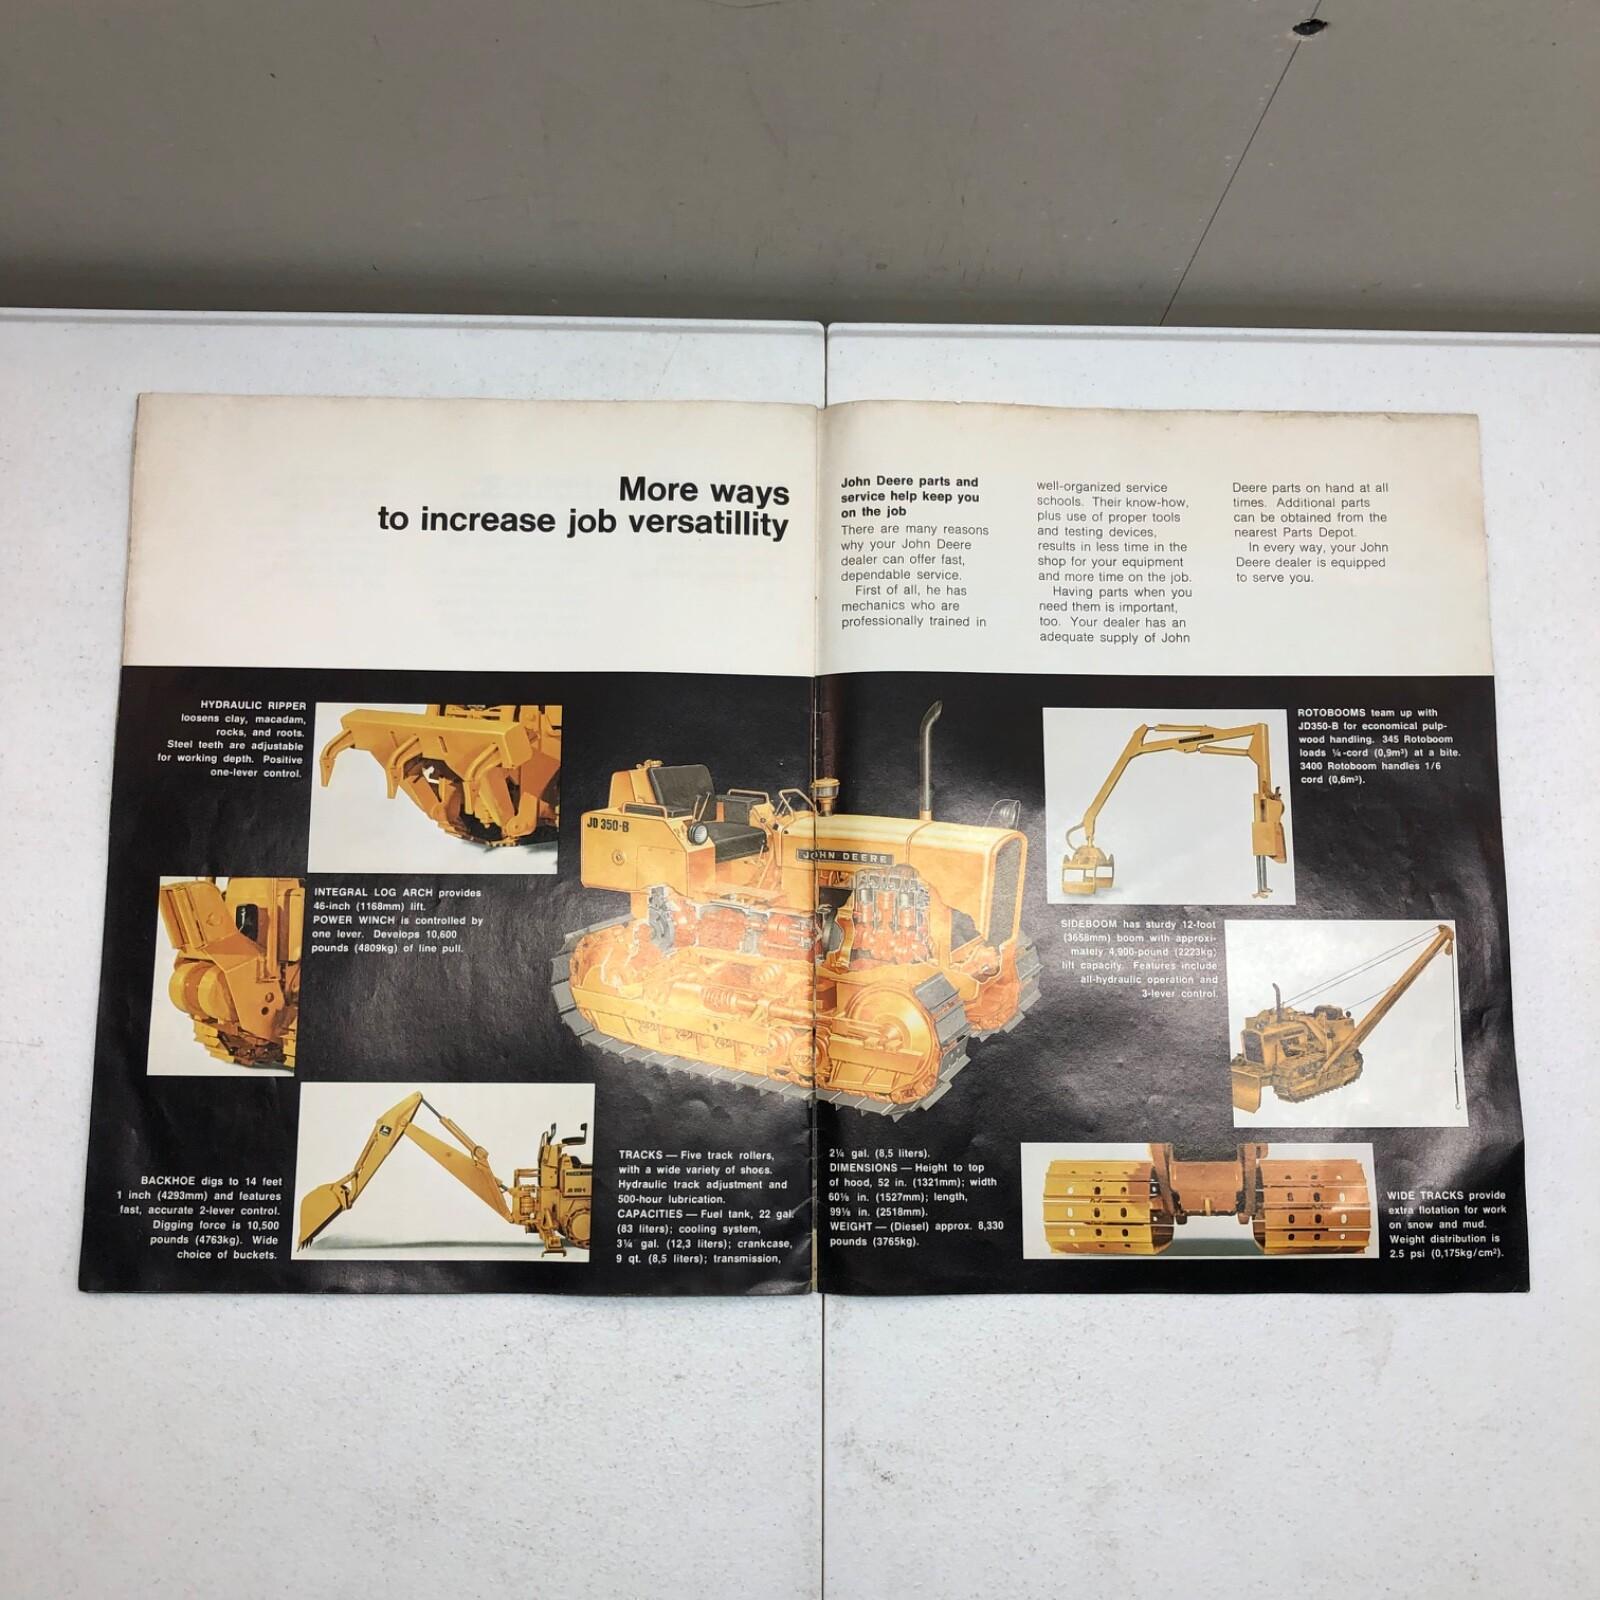 More ways
to increase job versatillity
John Deere parts and
service help keep you
on the job
There are many reasons
why your John Deere
dealer can offer fast,
dependable service.
First of all, he has
mechanics who are
professionally trained in
well-organized service
schools. Their know-how,
plus use of proper tools
and testing devices,
results in less time in the
shop for your equipment
and more time on the job.
Having parts when you
need them is important,
too. Your dealer has an
adequate supply of John
Deere parts on hand at all
times. Additional parts
can be obtained from the
nearest Parts Depot.
In every way, your John
Deere dealer is equipped
to serve you.
HYDRAULIC RIPPER
loosens clay, macadam,
rocks, and roots.
Steel teeth are adjustable
for working depth. Positive
one-lever control.
INTEGRAL LOG ARCH provides
46-inch (1168mm) lift.
POWER WINCH is controlled by
one lever. Develops 10,600
pounds (4809kg) of line pull.
BACKHOE digs to 14 feet
1 inch (4293mm) and features
fast, accurate 2-lever control.
Digging force is 10,500
pounds (4763kg). Wide
choice of buckets.
JD 350-B
JOHN DEERE
TRACKS — Five track rollers,
with a wide variety of shoes.
Hydraulic track adjustment and
500-hour lubrication.
CAPACITIES — Fuel tank, 22 gal.
(83 liters); cooling system,
3¼ gal. (12,3 liters); crankcase,
9 qt. (8,5 liters); transmission,
2¼ gal. (8,5 liters).
DIMENSIONS — Height to top
of hood, 52 in. (1321mm); width
60⅛ in. (1527mm); length,
99⅛ in. (2518mm).
WEIGHT — (Diesel) approx. 8,330
pounds (3765kg).
ROTOBOOMS team up with
JD350-B for economical pulp-
wood handling. 345 Rotoboom
loads ¼-cord (0,9m³) at a bite.
3400 Rotoboom handles 1/6
cord (0,6m³).
SIDEBOOM has sturdy 12-foot
(3658mm) boom with approxi-
mately 4,900-pound (2223kg)
lift capacity. Features include
all-hydraulic operation and
3-lever control.
WIDE TRACKS provide
extra flotation for work
on snow and mud.
Weight distribution is
2.5 psi (0,175kg/cm²).